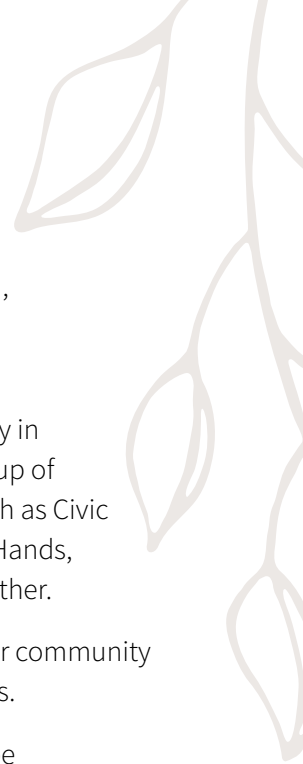 ,
y in
up of
h as Civic
Hands,
ther.
r community
s.
e